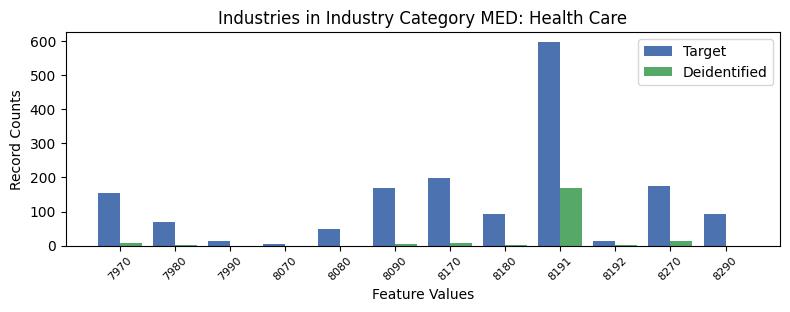 Industries in Industry Category MED: Health Care
Target
Deidentified
Record Counts
600
500
400
300
200
100
0
7970 7980 7990 8070 8080 8090 8170 8180 8191 8192 8270 8290
Feature Values